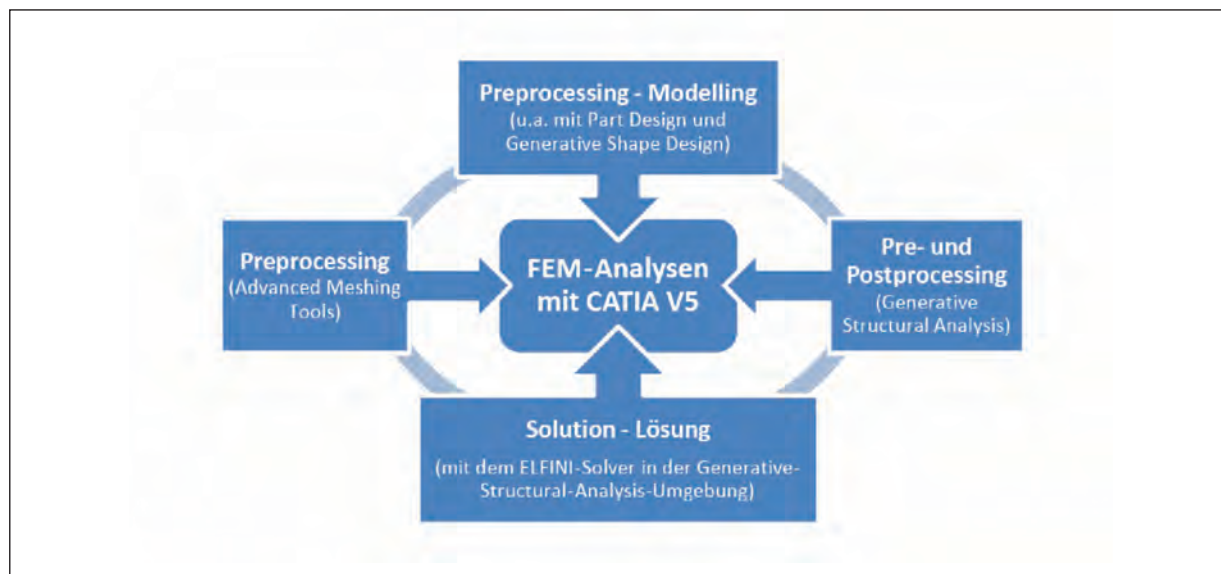 Preprocessing - Modelling
(u.a. mit Part Design und
Generative Shape Design)
Preprocessing
(Advanced Meshing
Tools)
FEM-Analysen
mit CATIA V5
Pre- und
Postprocessing
(Generative
Structural Analysis)
Solution - Lösung
(mit dem ELFINI-Solver in der Generative-
Structural-Analysis-Umgebung)